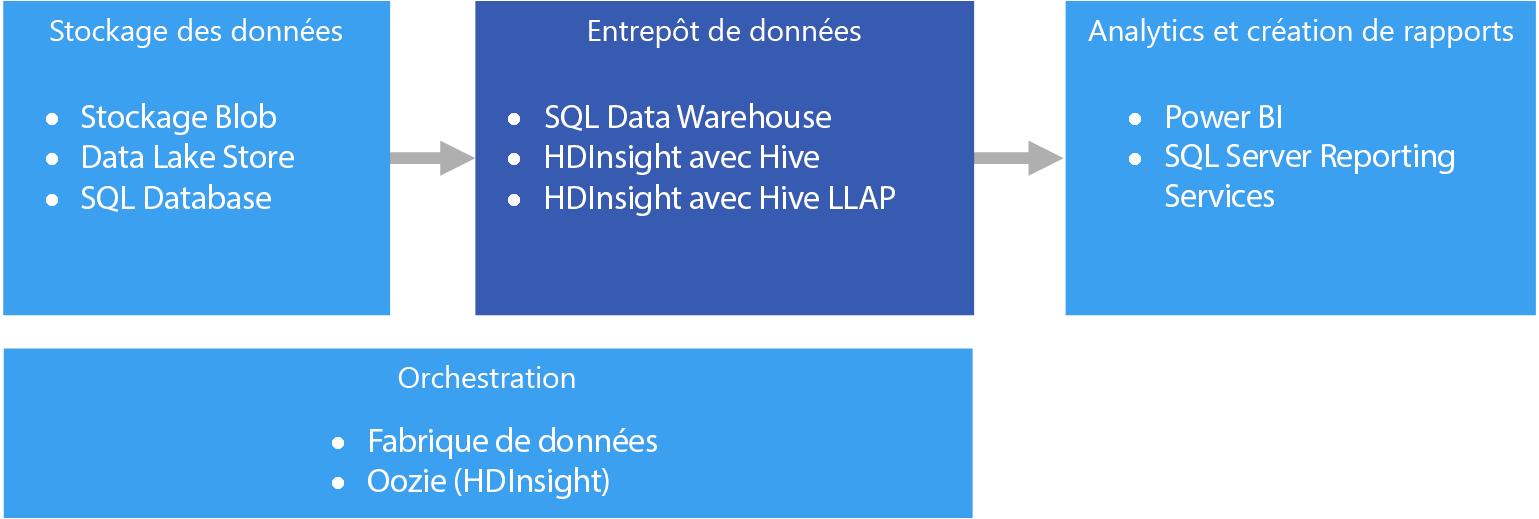 Stockage des données
• Stockage Blob
• Data Lake Store
• SQL Database
Entrepôt de données
• SQL Data Warehouse
• HDInsight avec Hive
• HDInsight avec Hive LLAP
Analytics et création de rapports
• Power BI
• SQL Server Reporting
Services
Orchestration
• Fabrique de données
• Oozie (HDInsight)